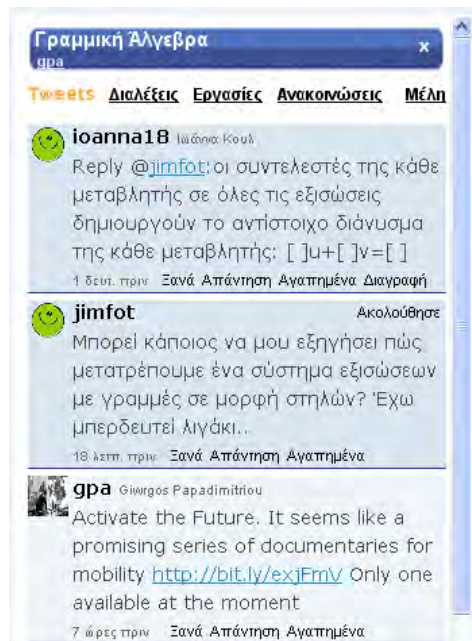 Γραμμική Άλγεβρα x
gpa
Tweets Διαλέξεις Εργασίες Ανακοινώσεις Μέλη
ioanna18 Ιωάννα Κουλ
Reply @jimfot:οι συντελεστές της κάθε
μεταβλητής σε όλες τις εξισώσεις
δημιουργούν το αντίστοιχο διάνυσμα
της κάθε μεταβλητής: [ ]u+[ ]v=[ ]
1 δευτ. πριν Ξανά Απάντηση Αγαπημένα Διαγραφή
jimfot Ακολούθησε
Μπορεί κάποιος να μου εξηγήσει πώς
μετατρέπουμε ένα σύστημα εξισώσεων
με γραμμές σε μορφή στηλών? Έχω
μπερδευτεί λιγάκι..
18 λεπτ. πριν Ξανά Απάντηση Αγαπημένα
gpa Giwrgos Papadimitriou
Activate the Future. It seems like a
promising series of documentaries for
mobility http://bit.ly/exjFmV Only one
available at the moment
7 ώρες πριν Ξανά Απάντηση Αγαπημένα